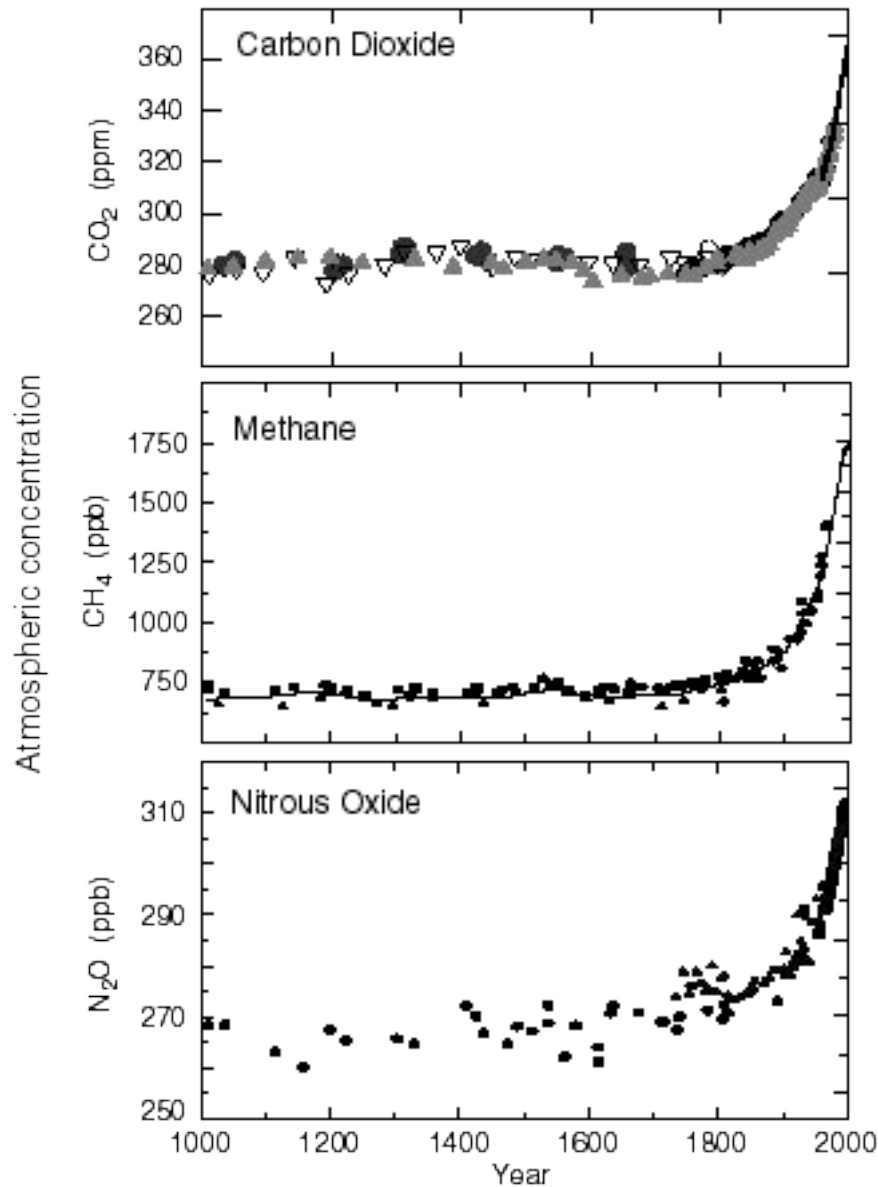 Atmospheric concentration
Carbon Dioxide
CO₂ (ppm)
360
340
320
300
280
260
Methane
CH₄ (ppb)
1750
1500
1250
1000
750
Nitrous Oxide
N₂O (ppb)
310
290
270
250
1000 1200 1400 1600 1800 2000
Year